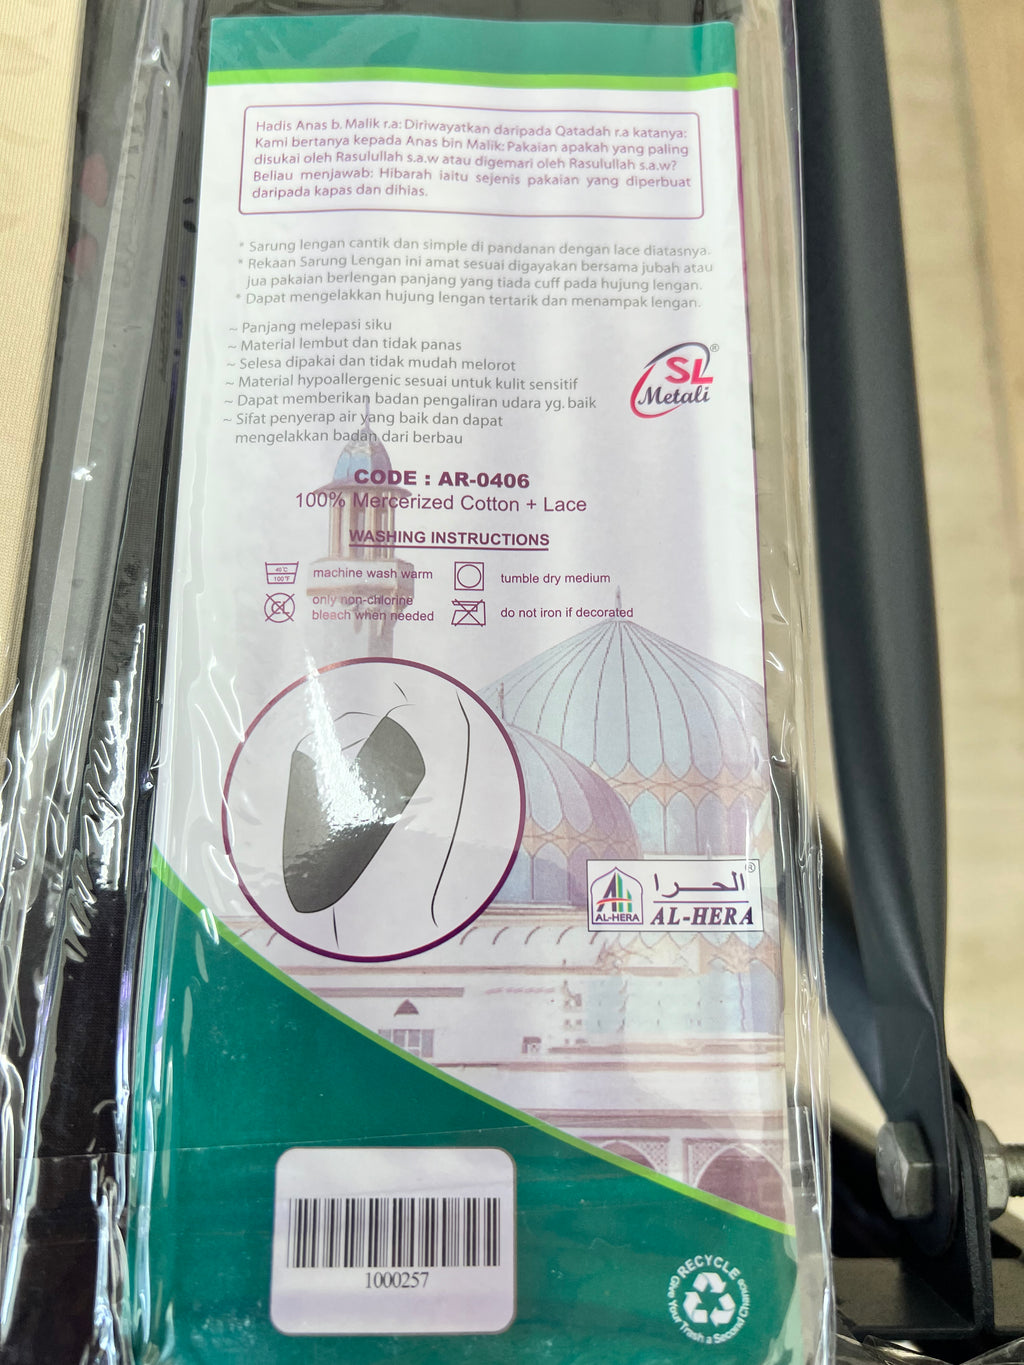 Hadis Anas b. Malik r.a: Diriwayatkan daripada Qatadah r.a katanya:
Kami bertanya kepada Anas bin Malik: Pakaian apakah yang paling
disukai oleh Rasulullah s.a.w atau digemari oleh Rasulullah s.a.w?
Beliau menjawab: Hibarah iaitu sejenis pakaian yang diperbuat
daripada kapas dan dihias.
* Sarung lengan cantik dan simple di pandanan dengan lace diatasnya.
* Rekaan Sarung Lengan ini amat sesuai digayakan bersama jubah atau
jua pakaian berlengan panjang yang tiada cuff pada hujung lengan.
* Dapat mengelakkan hujung lengan tertarik dan menampak lengan.
~ Panjang melepasi siku
~ Material lembut dan tidak panas
~ Selesa dipakai dan tidak mudah melorot
~ Material hypoallergenic sesuai untuk kulit sensitif
~ Dapat memberikan badan pengaliran udara yg. baik
~ Sifat penyerap air yang baik dan dapat
mengelakkan badan dari berbau
SL®
Metali
CODE : AR-0406
100% Mercerized Cotton + Lace
WASHING INSTRUCTIONS
40°C
100°F
machine wash warm
tumble dry medium
CL
only non-chlorine
bleach when needed
do not iron if decorated
AL-HERA
الحرا®
AL-HERA
1000257
RECYCLE
Give Your Trash a Second Chance